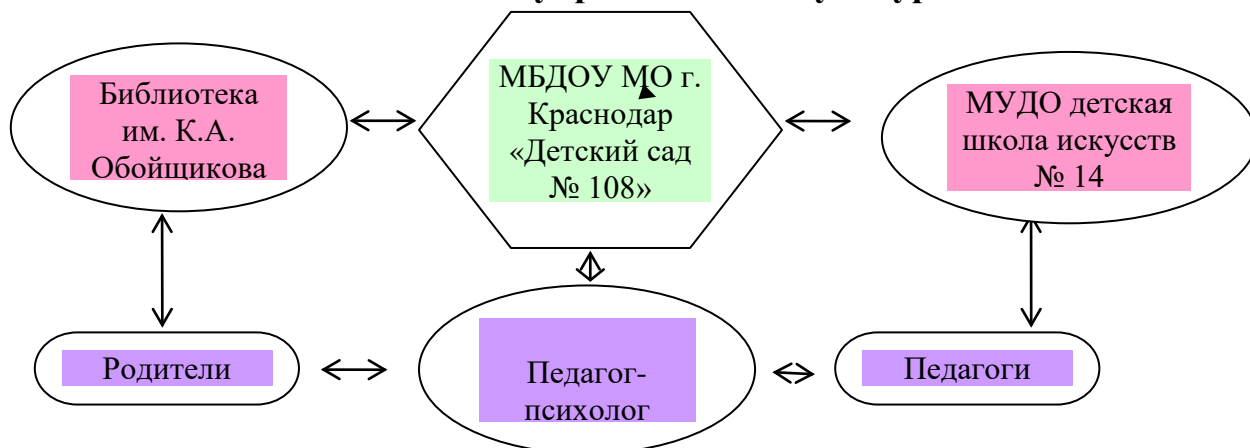 Библиотека
им. К.А.
Обойщикова
МБДОУ МО г.
Краснодар
«Детский сад
№ 108»
МУДО детская
школа искусств
№ 14
Родители
Педагог-
психолог
Педагоги